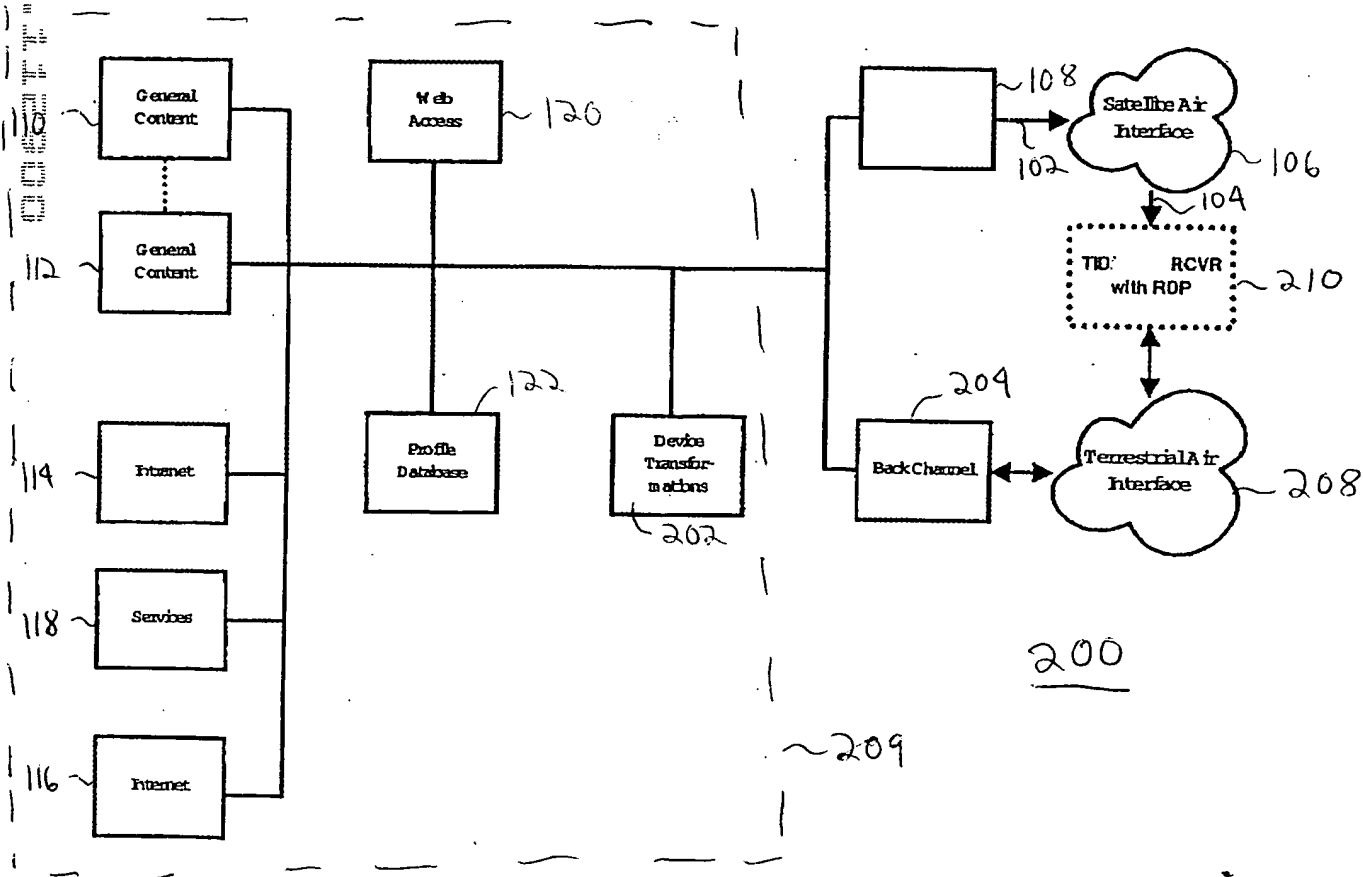 110
General
Content
Web
Access
120
108
102
Satellite Air
Interface
106
104
112
General
Content
TID: RCVR
with RDP
210
122
204
114
Intranet
Profile
Database
Device
Transfor-
mations
202
Back Channel
Terrestrial Air
Interface
208
118
Services
200
209
116
Internet